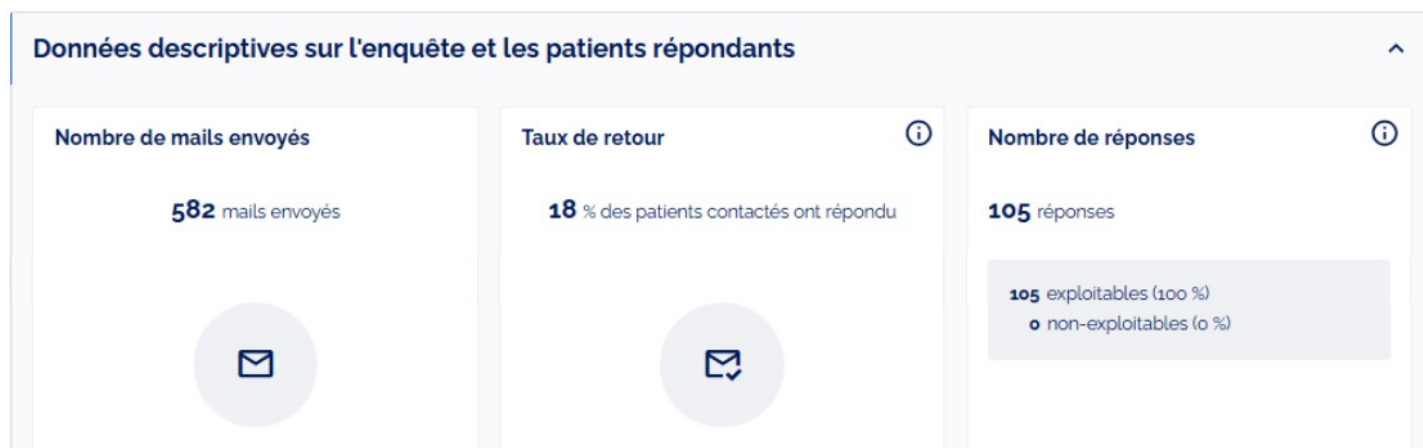 Données descriptives sur l'enquête et les patients répondants
Nombre de mails envoyés
582 mails envoyés
Taux de retour
18 % des patients contactés ont répondu
Nombre de réponses
105 réponses
105 exploitables (100 %)
0 non-exploitables (0 %)